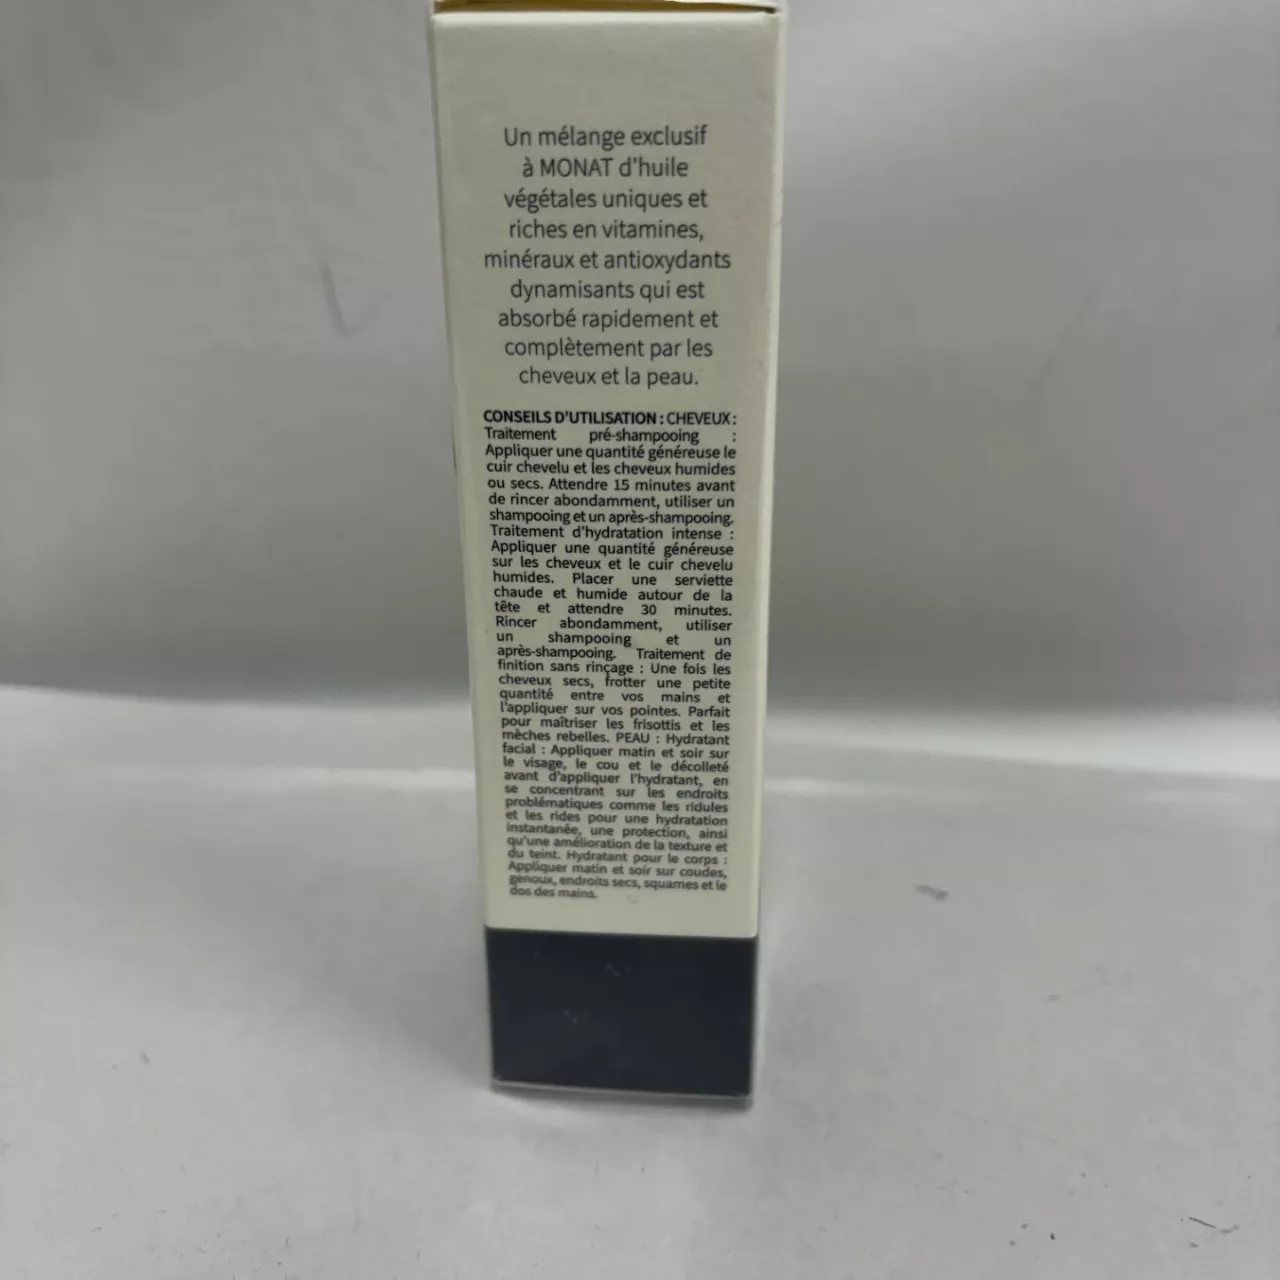 Un mélange exclusif
à MONAT d'huile
végétales uniques et
riches en vitamines,
minéraux et antioxydants
dynamisants qui est
absorbé rapidement et
complètement par les
cheveux et la peau.
CONSEILS D'UTILISATION : CHEVEUX :
Traitement pré-shampooing :
Appliquer une quantité généreuse le
cuir chevelu et les cheveux humides
ou secs. Attendre 15 minutes avant
de rincer abondamment, utiliser un
shampooing et un après-shampooing.
Traitement d'hydratation intense :
Appliquer une quantité généreuse
sur les cheveux et le cuir chevelu
humides. Placer une serviette
chaude et humide autour de la
tête et attendre 30 minutes.
Rincer abondamment, utiliser
un shampooing et un
après-shampooing. Traitement de
finition sans rinçage : Une fois les
cheveux secs, frotter une petite
quantité entre vos mains et
l'appliquer sur vos pointes. Parfait
pour maîtriser les frisottis et les
mèches rebelles. PEAU : Hydratant
facial : Appliquer matin et soir sur
le visage, le cou et le décolleté
avant d'appliquer l'hydratant, en
se concentrant sur les endroits
problématiques comme les ridules
et les rides pour une hydratation
instantanée, une protection, ainsi
qu'une amélioration de la texture et
du teint. Hydratant pour le corps :
Appliquer matin et soir sur coudes,
genoux, endroits secs, squames et le
dos des mains.